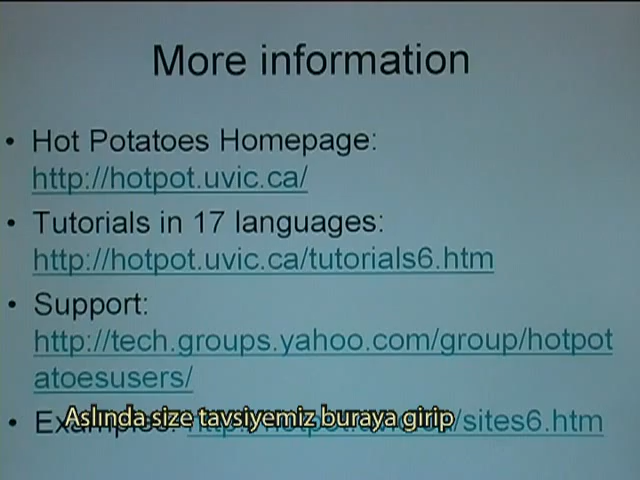 More information
• Hot Potatoes Homepage:
http://hotpot.uvic.ca/
• Tutorials in 17 languages:
http://hotpot.uvic.ca/tutorials6.htm
• Support:
http://tech.groups.yahoo.com/group/hotpot
atoesusers/
• Examples: /sites6.htm
Aslında size tavsiyemiz buraya girip